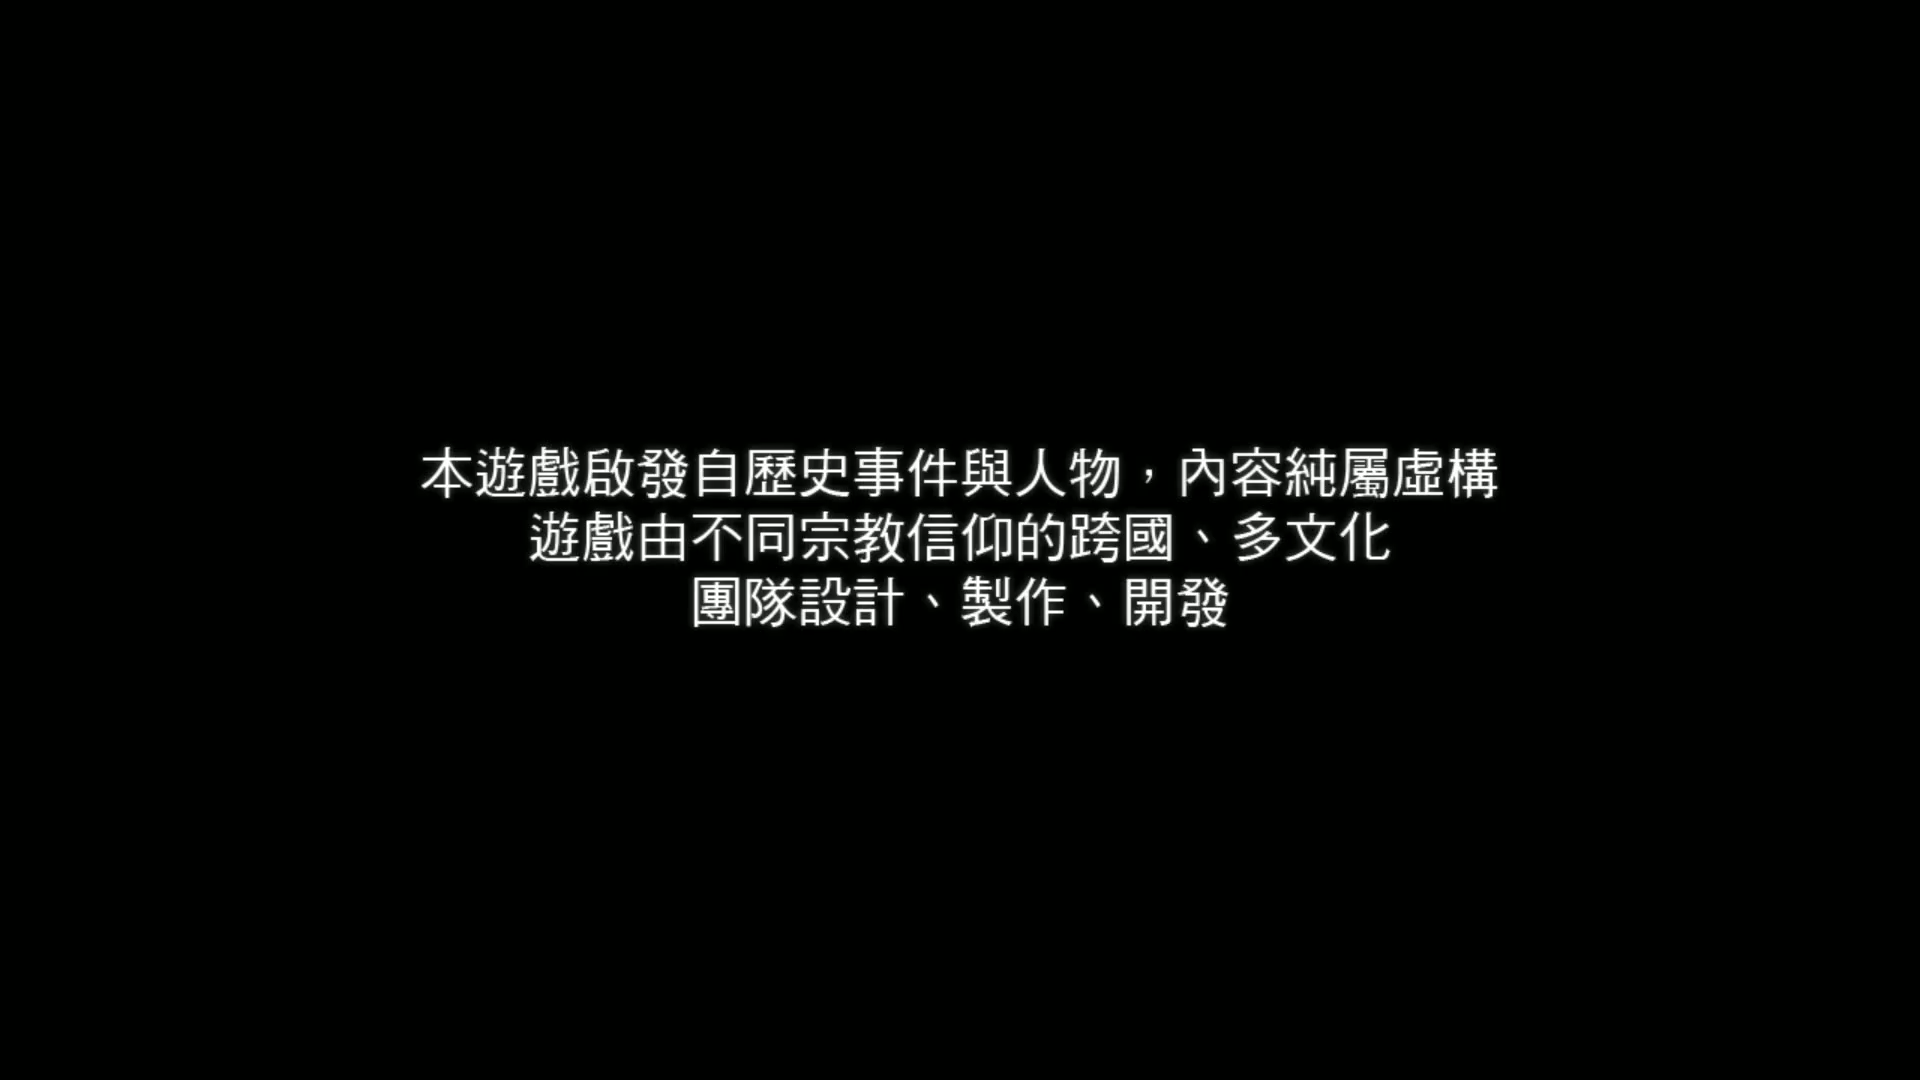 本遊戲啟發自歷史事件與人物，內容純屬虛構
遊戲由不同宗教信仰的跨國、多文化
團隊設計、製作、開發